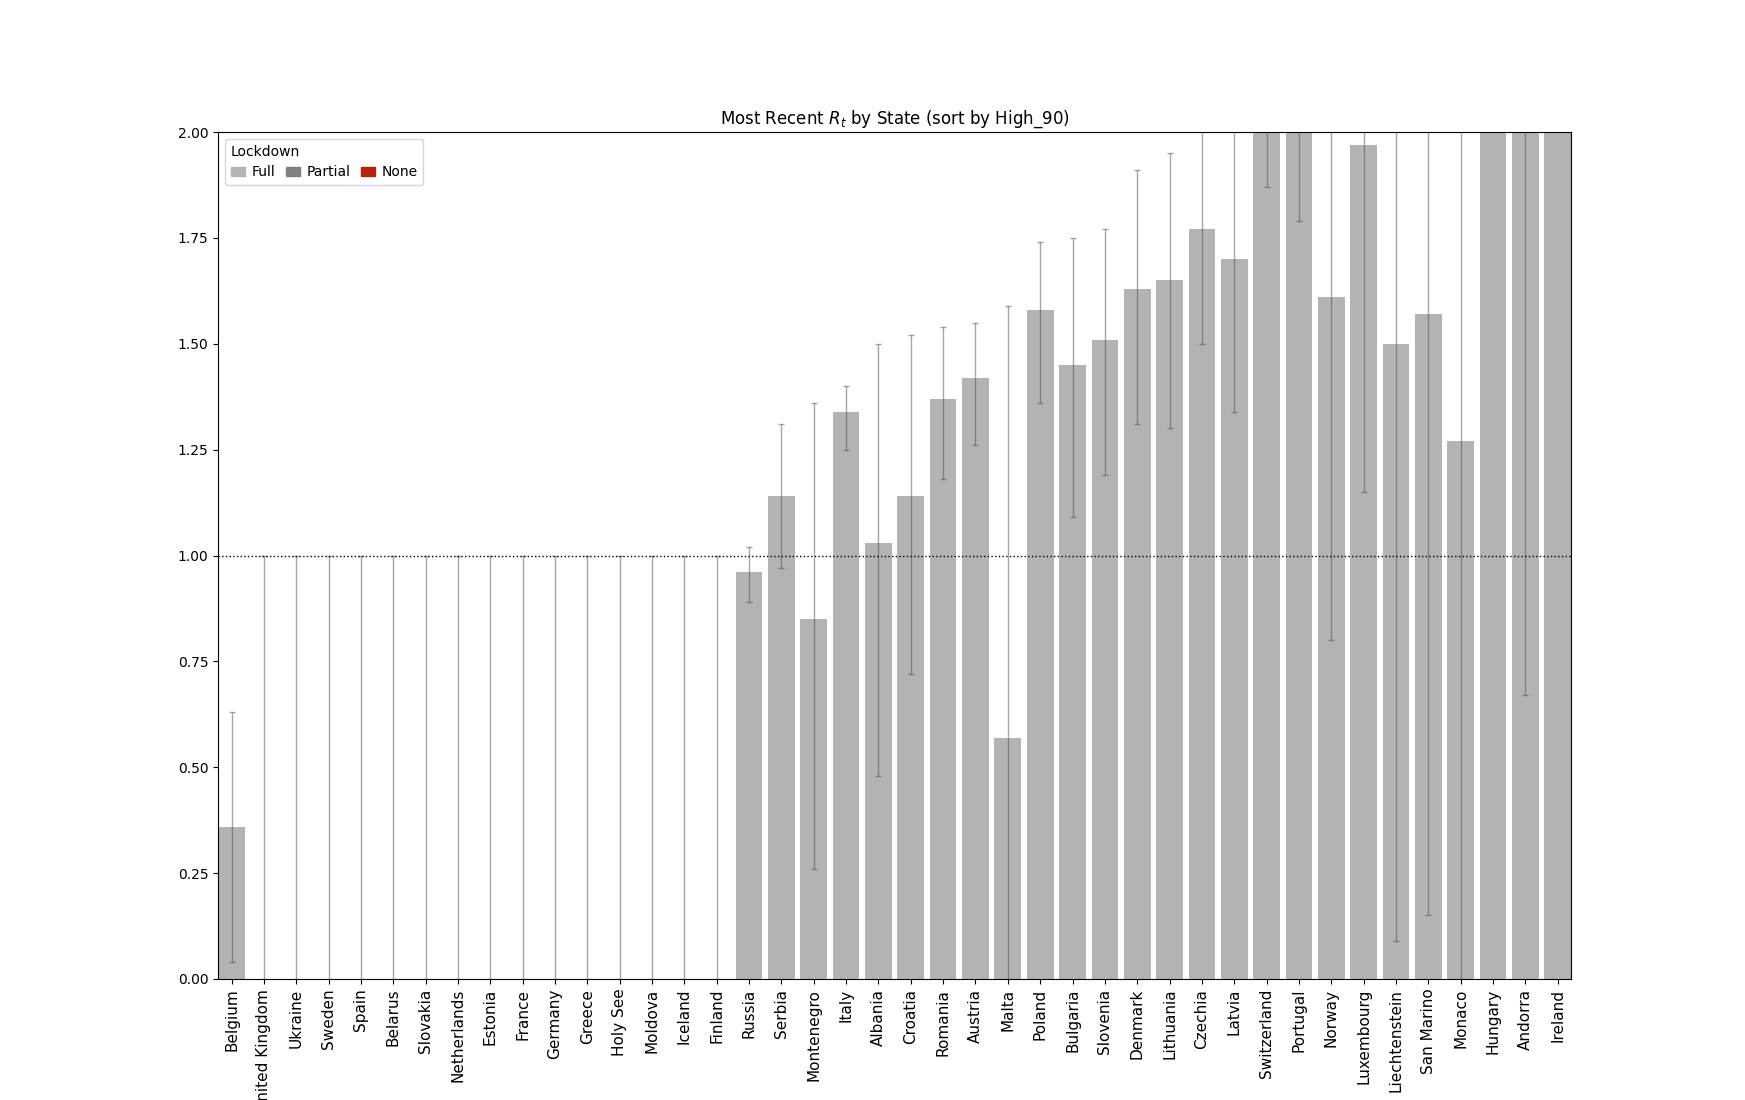 Most Recent R_t by State (sort by High_90)
Lockdown
Full Partial None
2.00
1.75
1.50
1.25
1.00
0.75
0.50
0.25
0.00
Belgium
nited Kingdom
Ukraine
Sweden
Spain
Belarus
Slovakia
Netherlands
Estonia
France
Germany
Greece
Holy See
Moldova
Iceland
Finland
Russia
Serbia
Montenegro
Italy
Albania
Croatia
Romania
Austria
Malta
Poland
Bulgaria
Slovenia
Denmark
Lithuania
Czechia
Latvia
Switzerland
Portugal
Norway
Luxembourg
Liechtenstein
San Marino
Monaco
Hungary
Andorra
Ireland